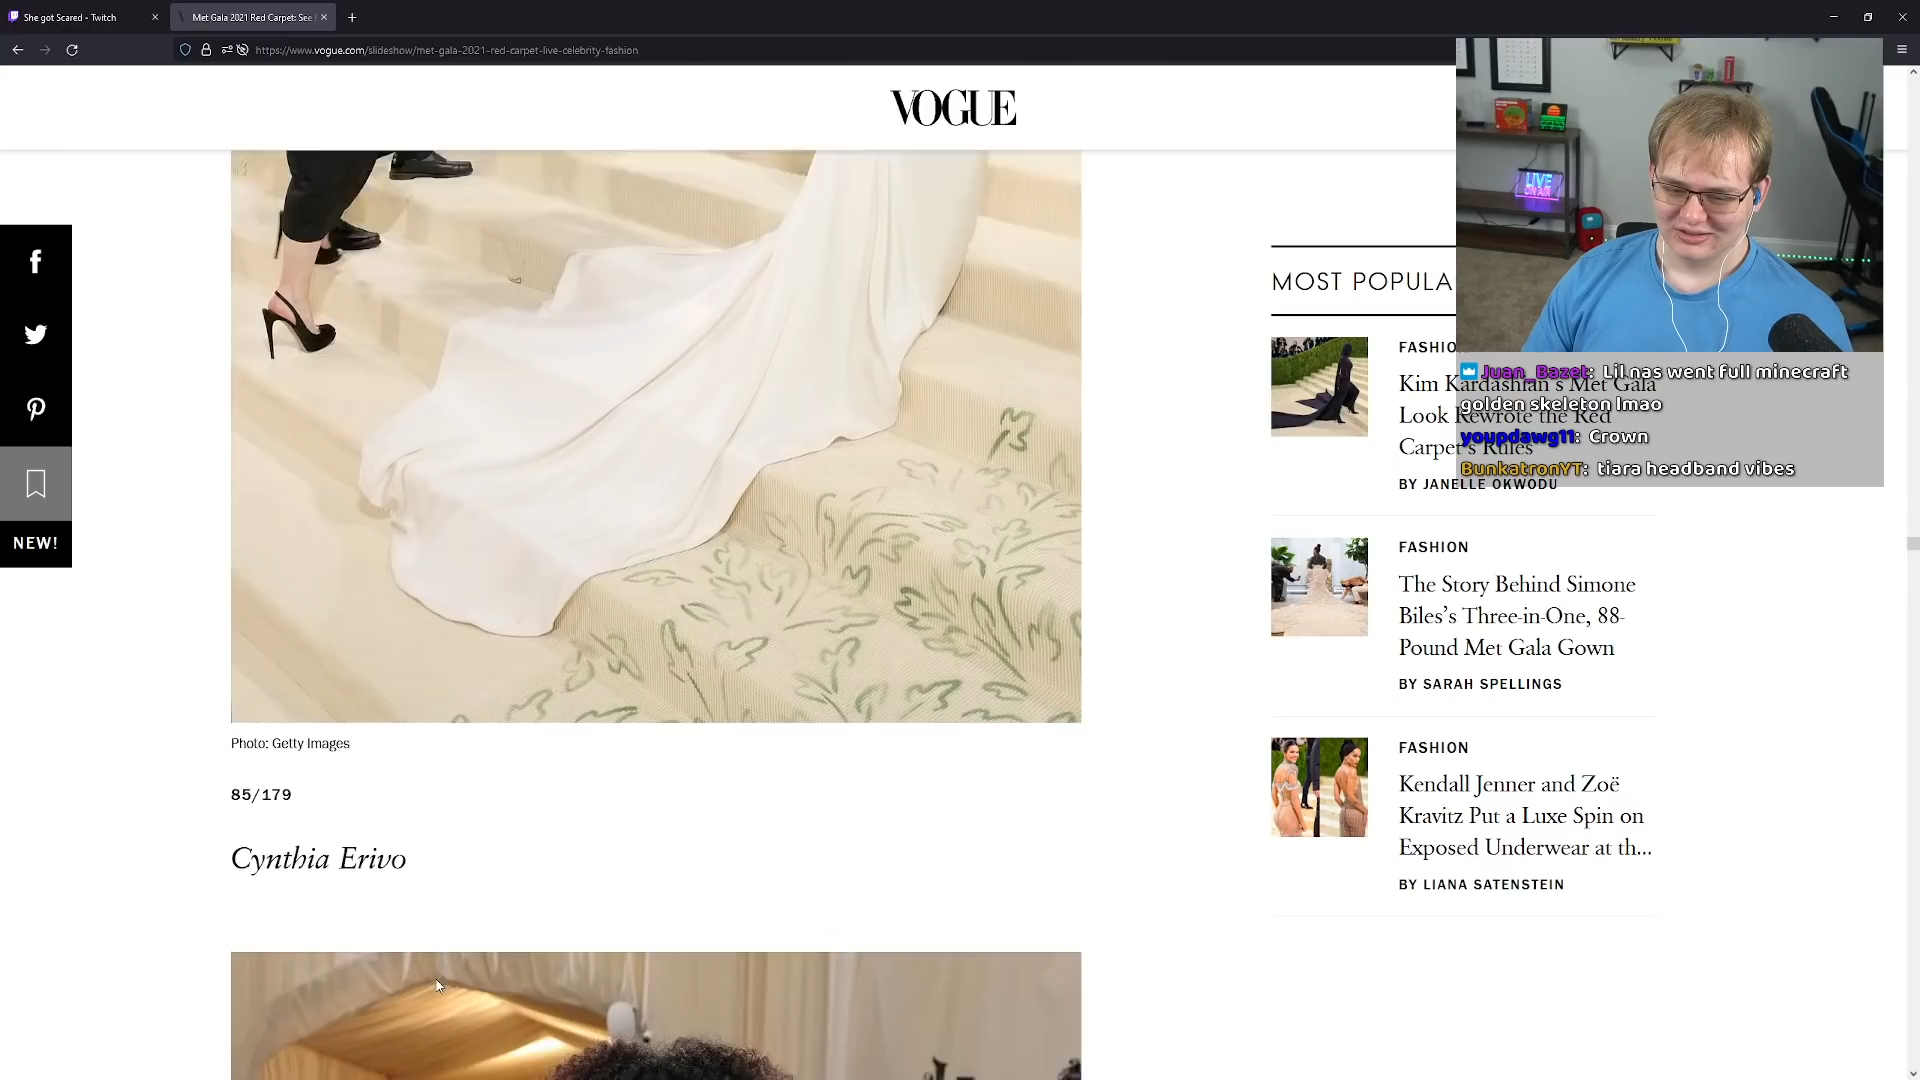 She got Scared - Twitch
Met Gala 2021 Red Carpet: See
https://www.vogue.com/slideshow/met-gala-2021-red-carpet-live-celebrity-fashion
VOGUE
NEW!
Photo: Getty Images
85/179
Cynthia Erivo
MOST POPULA
FASHIO
Kim Kardashian's Met Gala
Look Rewrote the Red
Carpet's Rules
BY JANELLE OKWODU
FASHION
The Story Behind Simone
Biles's Three-in-One, 88-
Pound Met Gala Gown
BY SARAH SPELLINGS
FASHION
Kendall Jenner and Zoë
Kravitz Put a Luxe Spin on
Exposed Underwear at th...
BY LIANA SATENSTEIN
LIVE
ON AIR
Juan_Bazet: Lil nas went full minecraft
golden skeleton lmao
youpdawg11: Crown
BunkatronYT: tiara headband vibes